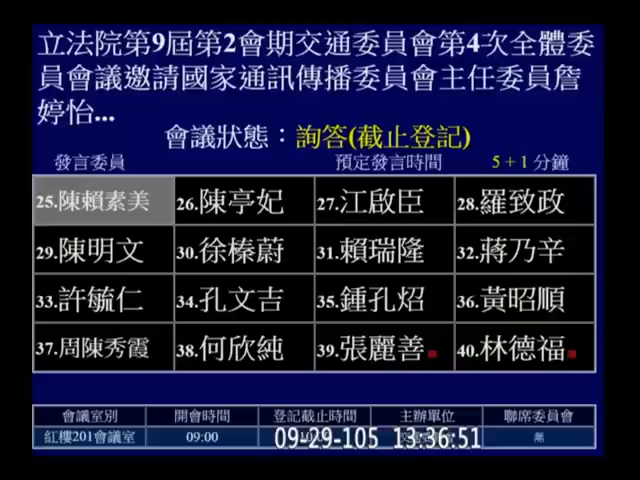 立法院第9屆第2會期交通委員會第4次全體委
員會議邀請國家通訊傳播委員會主任委員詹
婷怡...
會議狀態：詢答(截止登記)
發言委員 預定發言時間 5 + 1 分鐘
25.陳賴素美 26.陳亭妃 27.江啟臣 28.羅致政
29.陳明文 30.徐榛蔚 31.賴瑞隆 32.蔣乃辛
33.許毓仁 34.孔文吉 35.鍾孔炤 36.黃昭順
37.周陳秀霞 38.何欣純 39.張麗善 40.林德福
會議室別 開會時間 登記截止時間 主辦單位 聯席委員會
紅樓201會議室 09:00 無
09-29-105 13:36:51